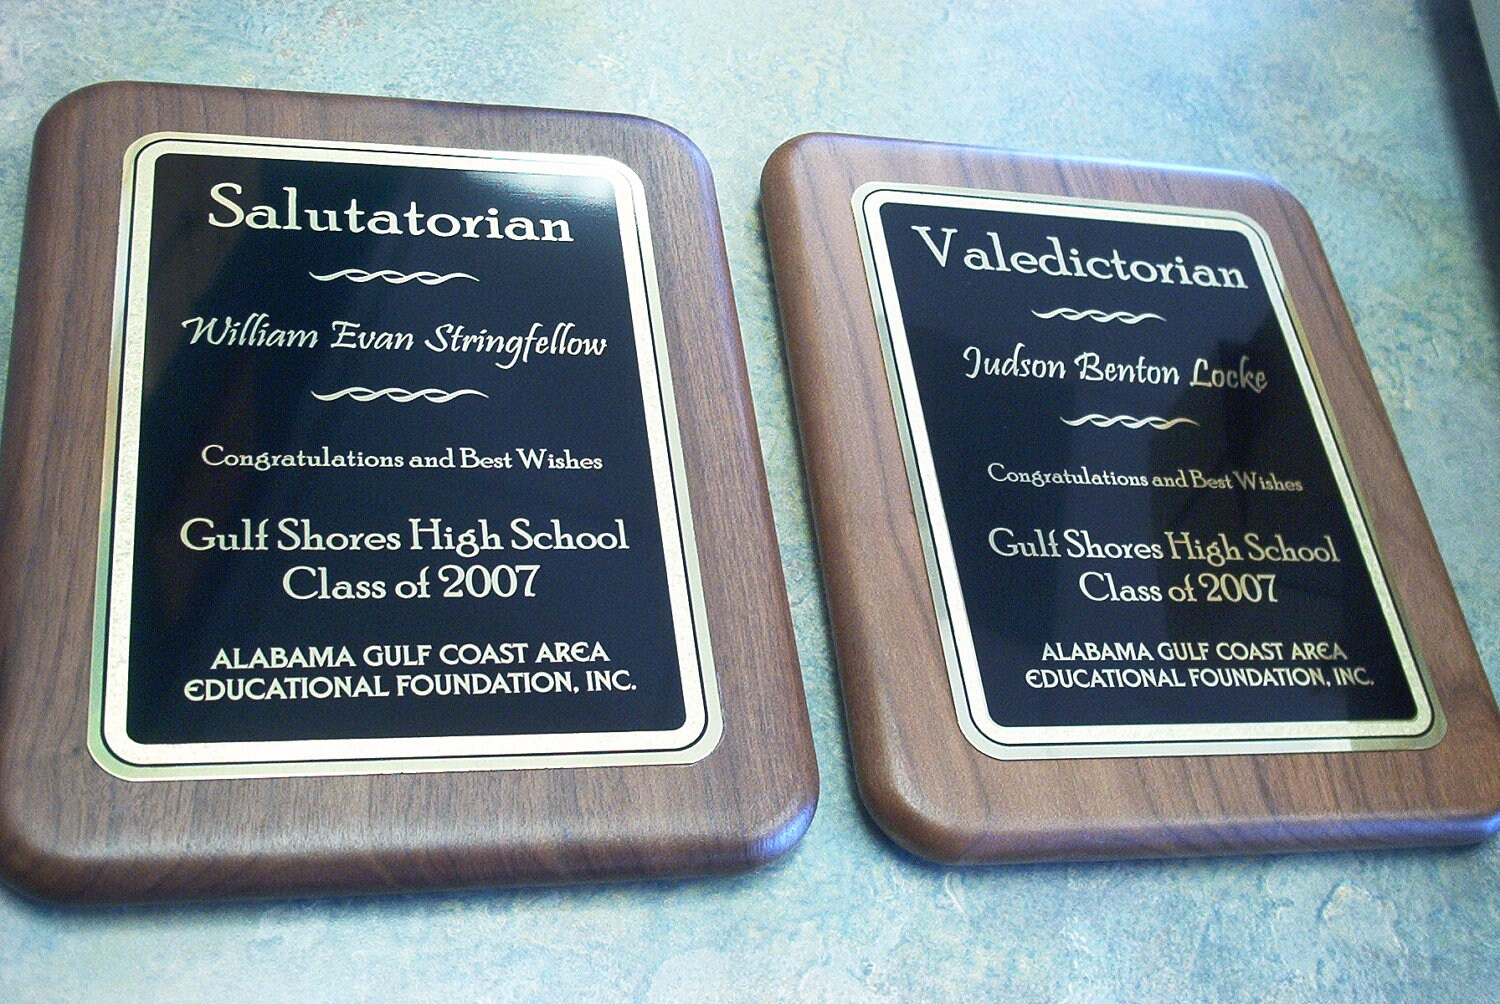 Salutatorian
William Evan Stringfellow
Congratulations and Best Wishes
Gulf Shores High School
Class of 2007
ALABAMA GULF COAST AREA
EDUCATIONAL FOUNDATION, INC.
Valedictorian
Judson Benton Locke
Congratulations and Best Wishes
Gulf Shores High School
Class of 2007
ALABAMA GULF COAST AREA
EDUCATIONAL FOUNDATION, INC.